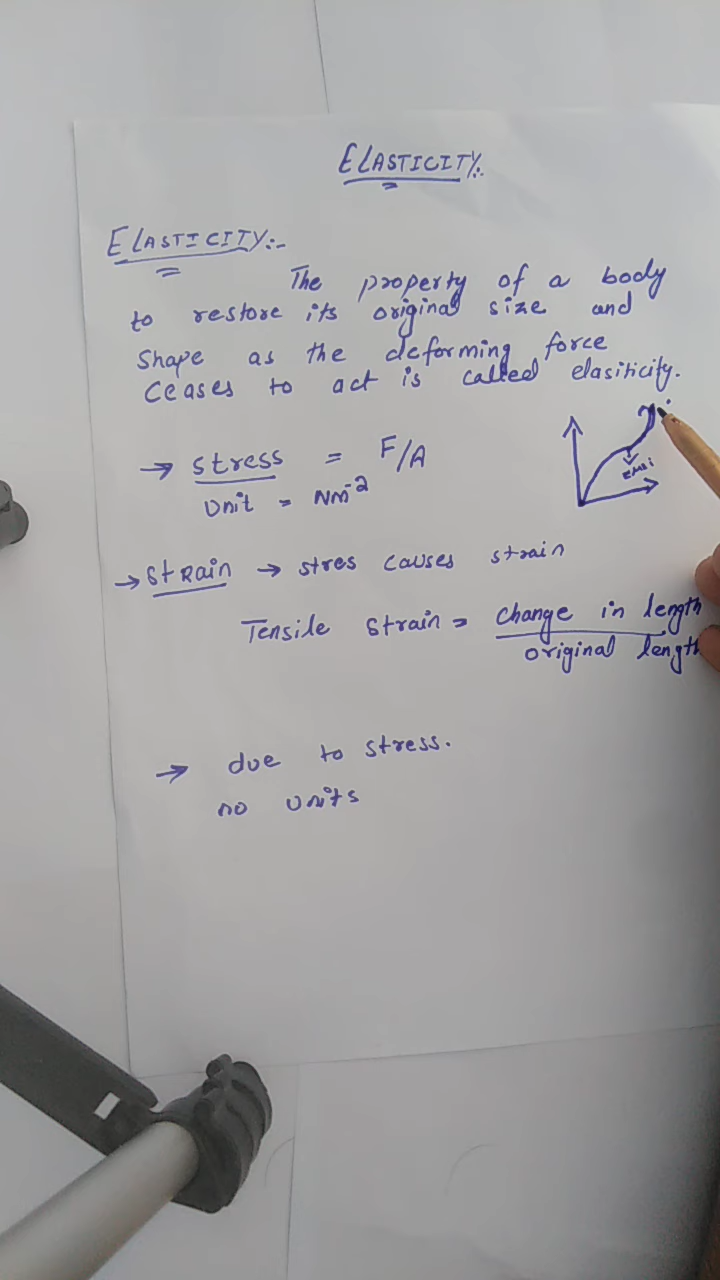 ELASTICITY:.
ELASTICITY:-
The property of a body
to restore its original size and
shape as the deforming force
ceases to act is called elasiticity.
→ stress = F/A
Unit = Nm⁻²
→ StRain → stres causes strain
Tensile strain = change in length
original length
→ due to stress.
no units